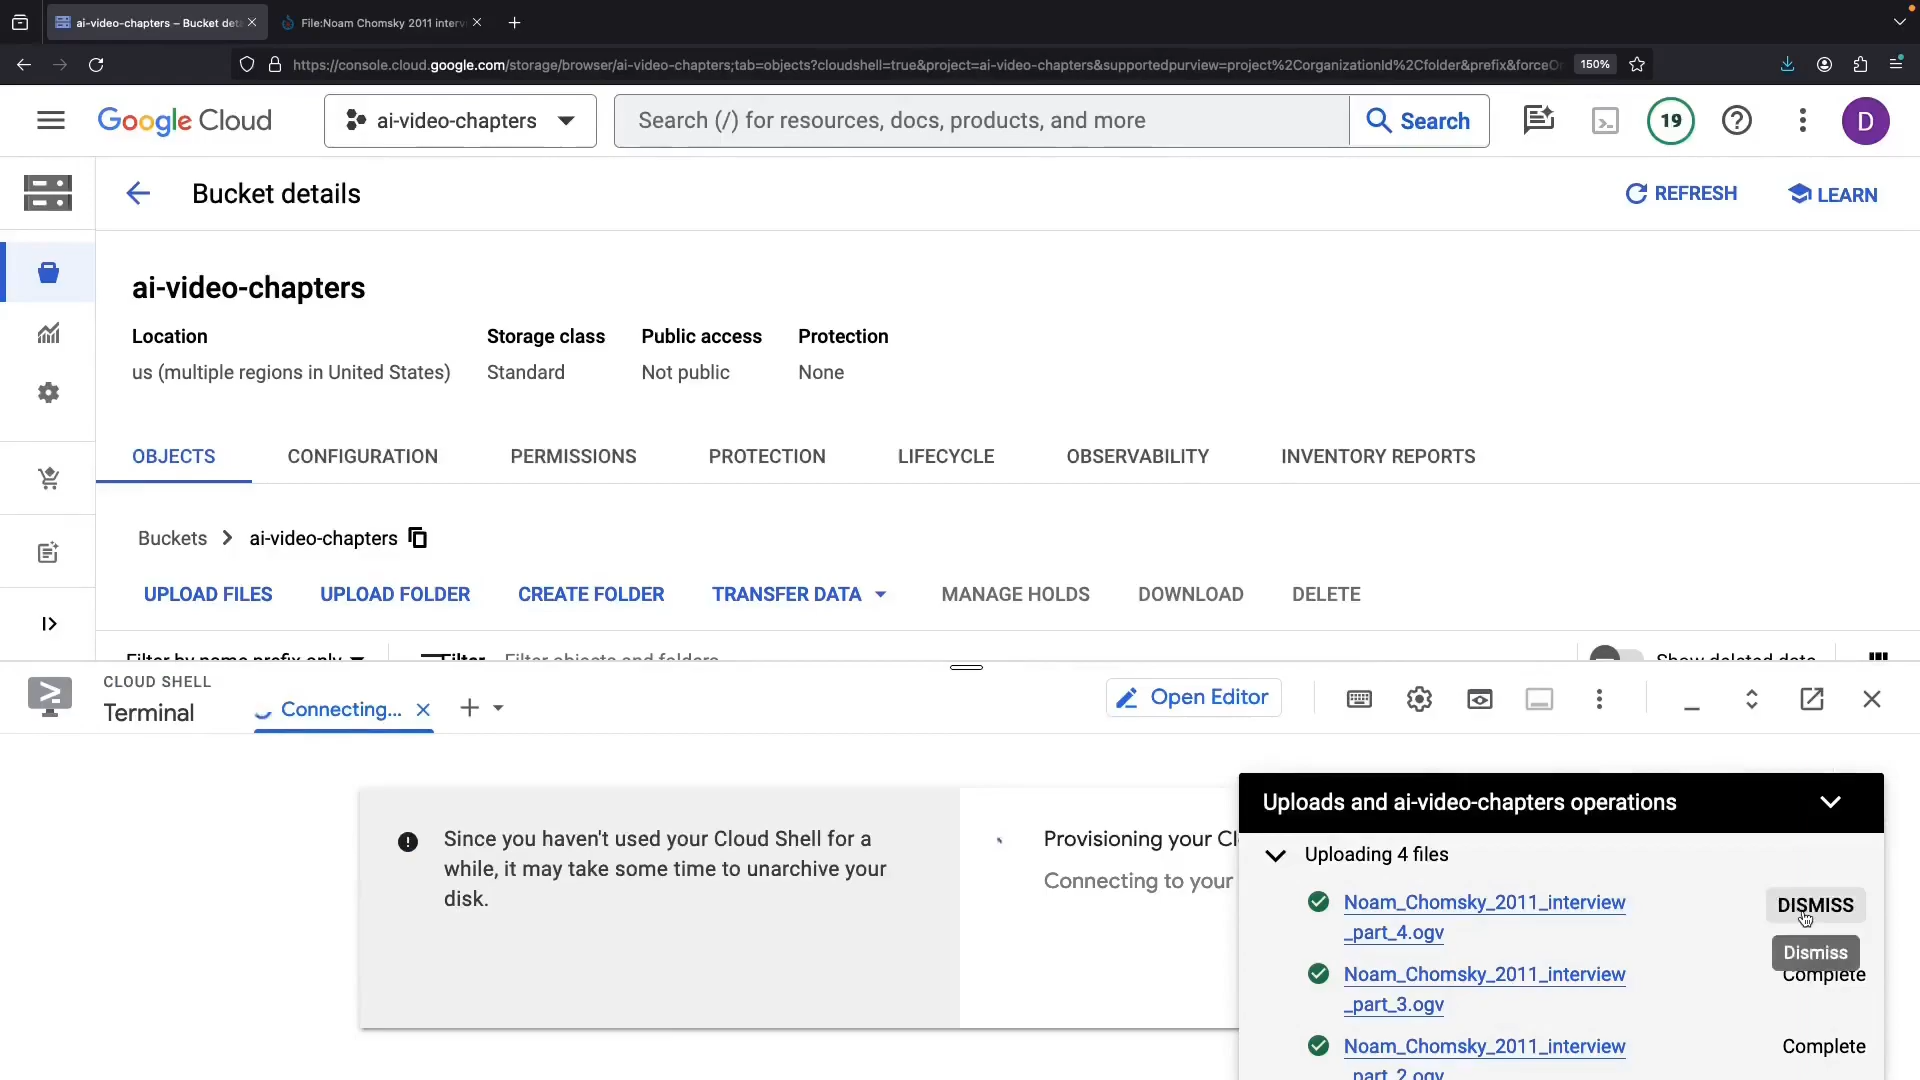 ai-video-chapters – Bucket det
File:Noam Chomsky 2011 interv
https://console.cloud.google.com/storage/browser/ai-video-chapters;tab=objects?cloudshell=true&project=ai-video-chapters&supportedpurview=project%2CorganizationId%2Cfolder&prefix&forceOn
150%
Google Cloud
ai-video-chapters
Search (/) for resources, docs, products, and more
Search
19
D
Bucket details
REFRESH
LEARN
ai-video-chapters
Location Storage class Public access Protection
us (multiple regions in United States) Standard Not public None
OBJECTS CONFIGURATION PERMISSIONS PROTECTION LIFECYCLE OBSERVABILITY INVENTORY REPORTS
Buckets > ai-video-chapters
UPLOAD FILES UPLOAD FOLDER CREATE FOLDER TRANSFER DATA MANAGE HOLDS DOWNLOAD DELETE
Filter by name prefix only Filter Filter objects and folders Show deleted data
CLOUD SHELL
Terminal
Connecting...
Open Editor
Since you haven't used your Cloud Shell for a
while, it may take some time to unarchive your
disk.
Provisioning your Cl
Connecting to your
Uploads and ai-video-chapters operations
Uploading 4 files
Noam_Chomsky_2011_interview
_part_4.ogv
DISMISS
Dismiss
Noam_Chomsky_2011_interview
_part_3.ogv
Complete
Noam_Chomsky_2011_interview
_part_2.ogv
Complete